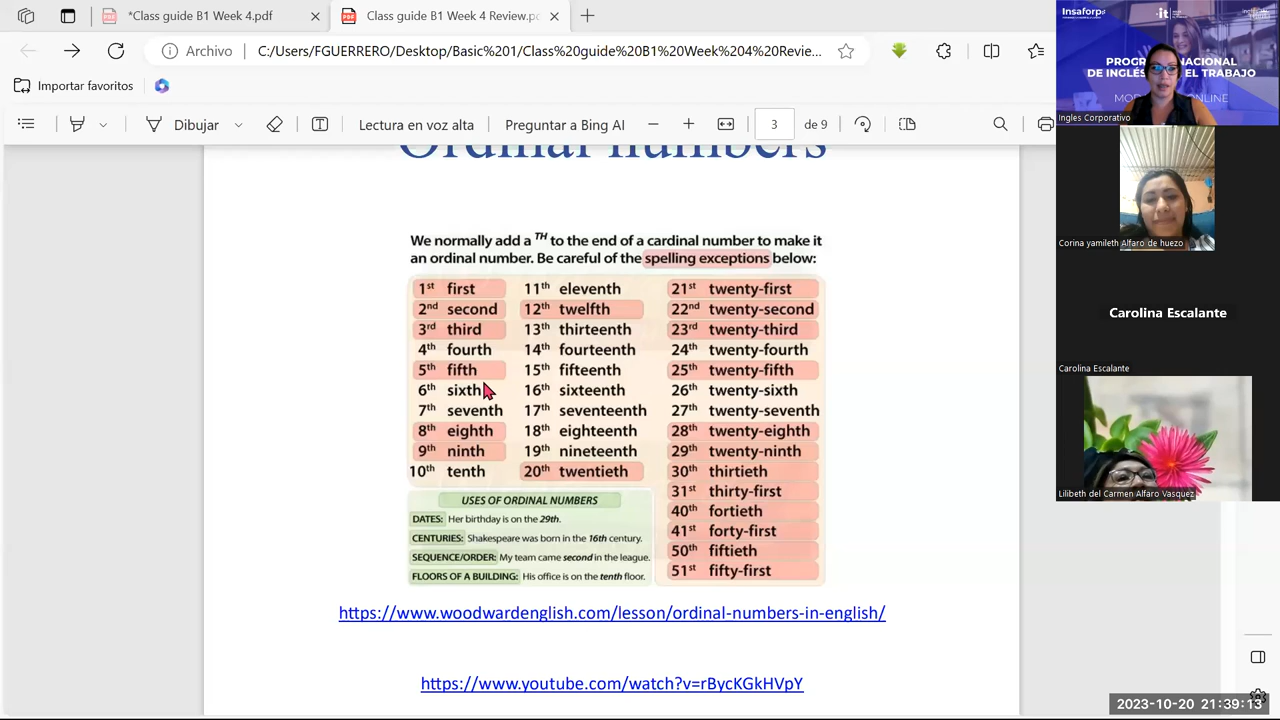 *Class guide B1 Week 4.pdf
Class guide B1 Week 4 Review.pc
Archivo
C:/Users/FGUERRERO/Desktop/Basic%201/Class%20guide%20B1%20Week%204%20Revie...
Importar favoritos
Dibujar
Lectura en voz alta
Preguntar a Bing AI
3
de 9
Ordinal numbers
We normally add a TH to the end of a cardinal number to make it
an ordinal number. Be careful of the spelling exceptions below:
1st first
2nd second
3rd third
4th fourth
5th fifth
6th sixth
7th seventh
8th eighth
9th ninth
10th tenth
11th eleventh
12th twelfth
13th thirteenth
14th fourteenth
15th fifteenth
16th sixteenth
17th seventeenth
18th eighteenth
19th nineteenth
20th twentieth
21st twenty-first
22nd twenty-second
23rd twenty-third
24th twenty-fourth
25th twenty-fifth
26th twenty-sixth
27th twenty-seventh
28th twenty-eighth
29th twenty-ninth
30th thirtieth
31st thirty-first
40th fortieth
41st forty-first
50th fiftieth
51st fifty-first
USES OF ORDINAL NUMBERS
DATES: Her birthday is on the 29th.
CENTURIES: Shakespeare was born in the 16th century.
SEQUENCE/ORDER: My team came second in the league.
FLOORS OF A BUILDING: His office is on the tenth floor.
https://www.woodwardenglish.com/lesson/ordinal-numbers-in-english/
https://www.youtube.com/watch?v=rBycKGkHVpY
Insaforp
it
PROG NACIONAL
DE INGLÉS EL TRABAJO
MOD ONLINE
Ingles Corporativo
Corina yamileth Alfaro de huezo
Carolina Escalante
Carolina Escalante
Lilibeth del Carmen Alfaro Vasquez
2023-10-20 21:39:13